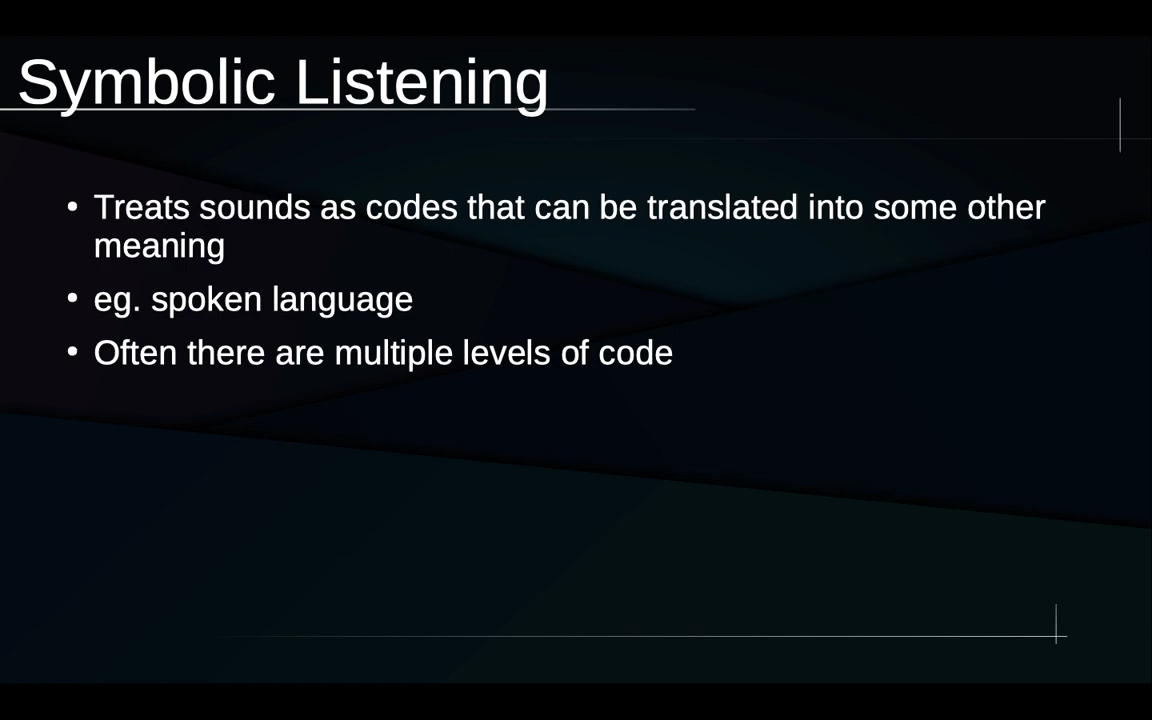 Symbolic Listening
• Treats sounds as codes that can be translated into some other
meaning
• eg. spoken language
• Often there are multiple levels of code